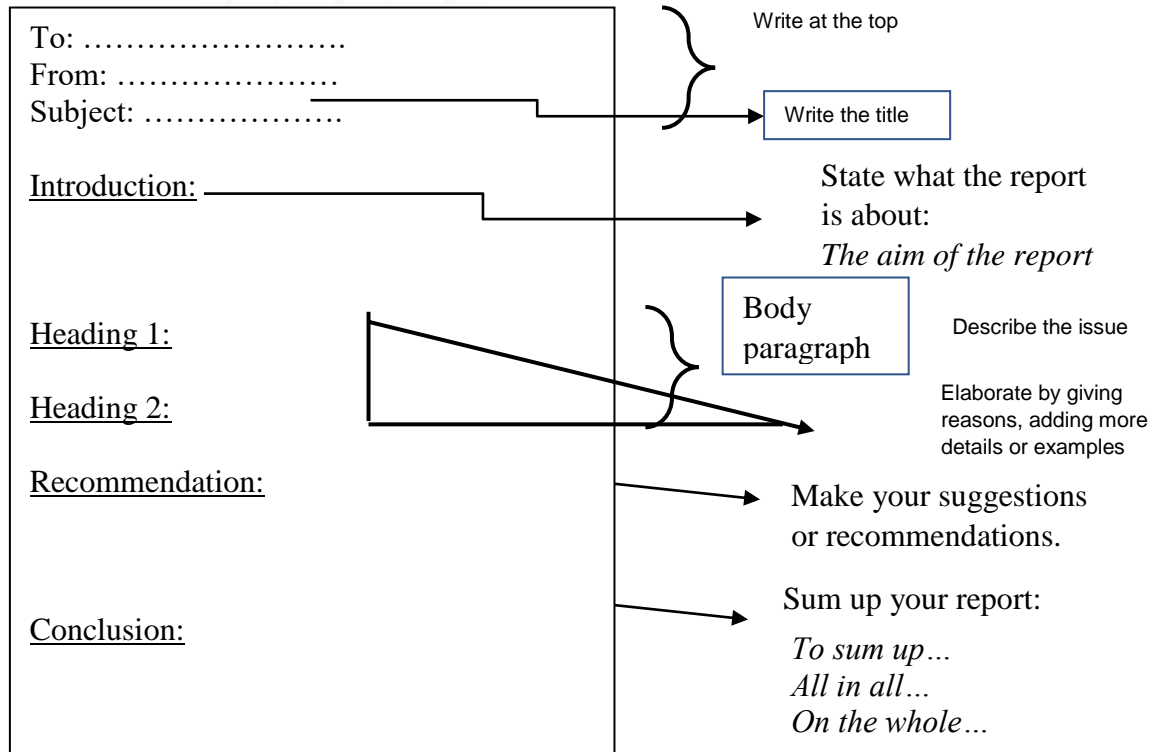 To: ……………………….
From: …………………
Subject: ……………….
Write at the top
Write the title
Introduction:
State what the report
is about:
The aim of the report
Heading 1:
Heading 2:
Body
paragraph
Describe the issue
Elaborate by giving
reasons, adding more
details or examples
Recommendation:
Make your suggestions
or recommendations.
Conclusion:
Sum up your report:
To sum up…
All in all…
On the whole…